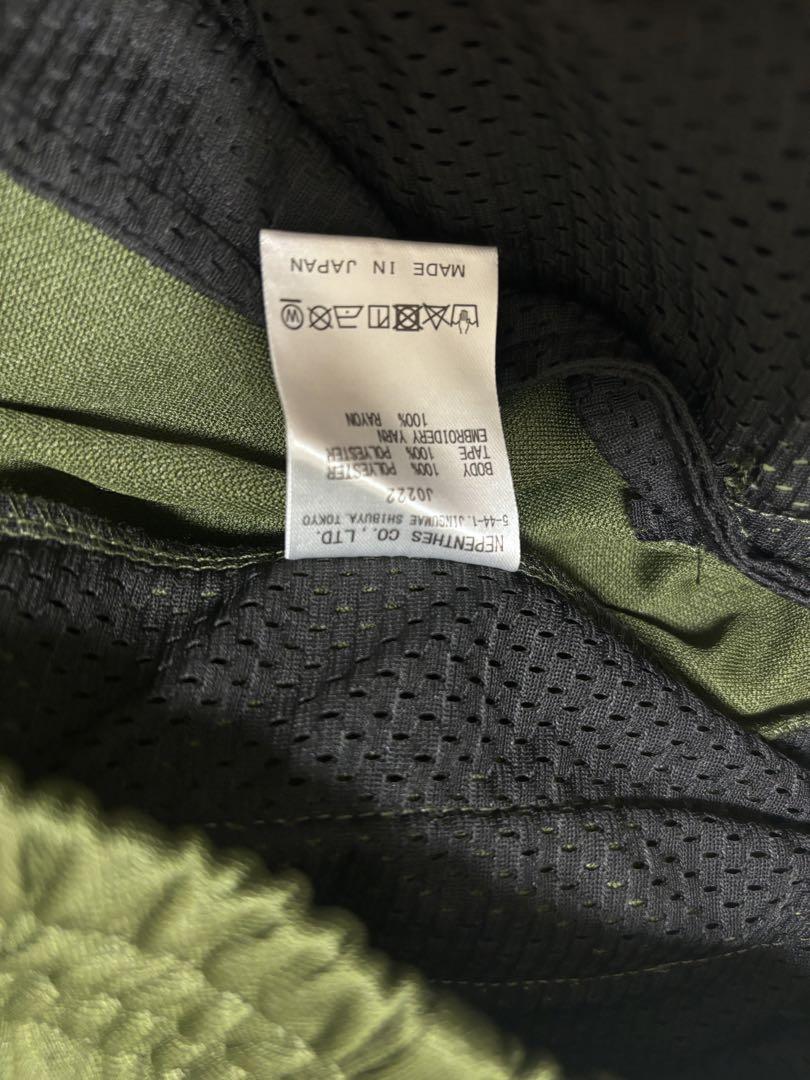 NEPENTHES CO., LTD.
5-44-1, JINGUMAE SHIBUYA, TOKYO
J0222
BODY 100% POLYESTER
TAPE 100% POLYESTER
EMBROIDERY YARN
100% RAYON
W
MADE IN JAPAN